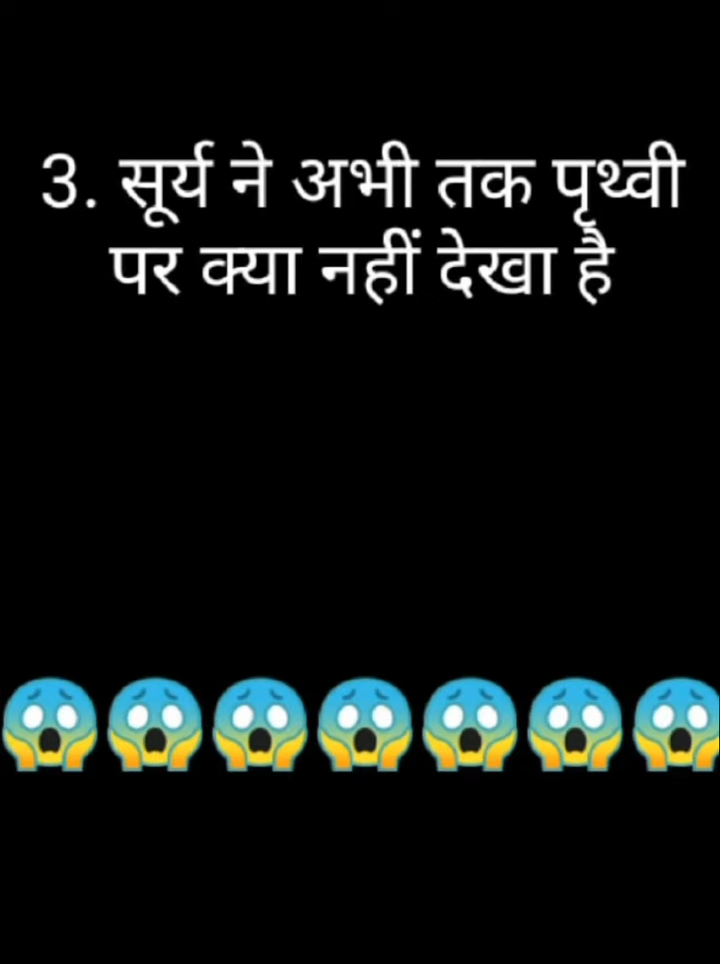 3. सूर्य ने अभी तक पृथ्वी
पर क्या नहीं देखा है